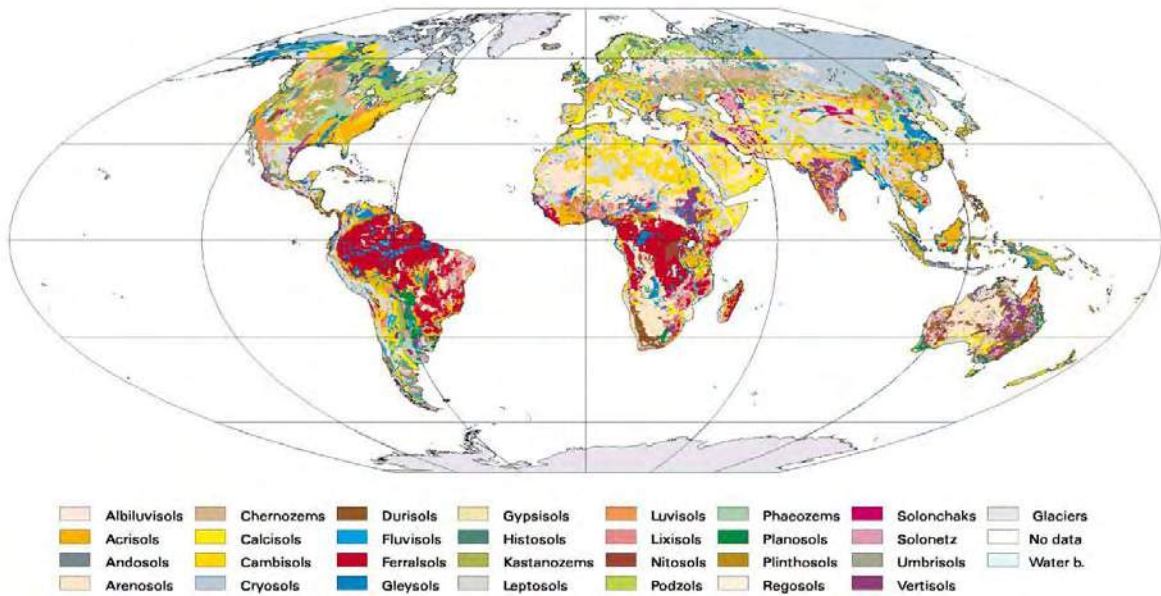 Albiluvisols Chernozems Durisols Gypsisols Luvisols Phaeozems Solonchaks Glaciers
Acrisols Calcisols Fluvisols Histosols Lixisols Planosols Solonetz No data
Andosols Cambisols Ferralsols Kastanozems Nitosols Plinthosols Umbrisols Water b.
Arenosols Cryosols Gleysols Leptosols Podzols Regosols Vertisols